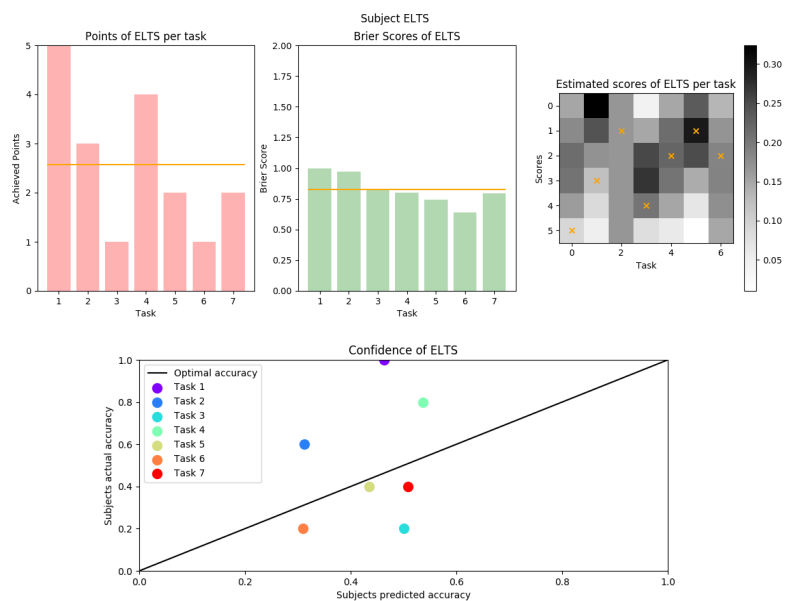 Subject ELTS
Points of ELTS per task
Achieved Points
5
4
3
2
1
0
1 2 3 4 5 6 7
Task
Brier Scores of ELTS
Brier Score
2.00
1.75
1.50
1.25
1.00
0.75
0.50
0.25
0.00
1 2 3 4 5 6 7
Task
Estimated scores of ELTS per task
Scores
0
1
2
3
4
5
0 2 4 6
Task
0.30
0.25
0.20
0.15
0.10
0.05
Confidence of ELTS
Subjects actual accuracy
1.0
0.8
0.6
0.4
0.2
0.0
Optimal accuracy
Task 1
Task 2
Task 3
Task 4
Task 5
Task 6
Task 7
0.0 0.4 0.6 1.0
Subjects predicted accuracy